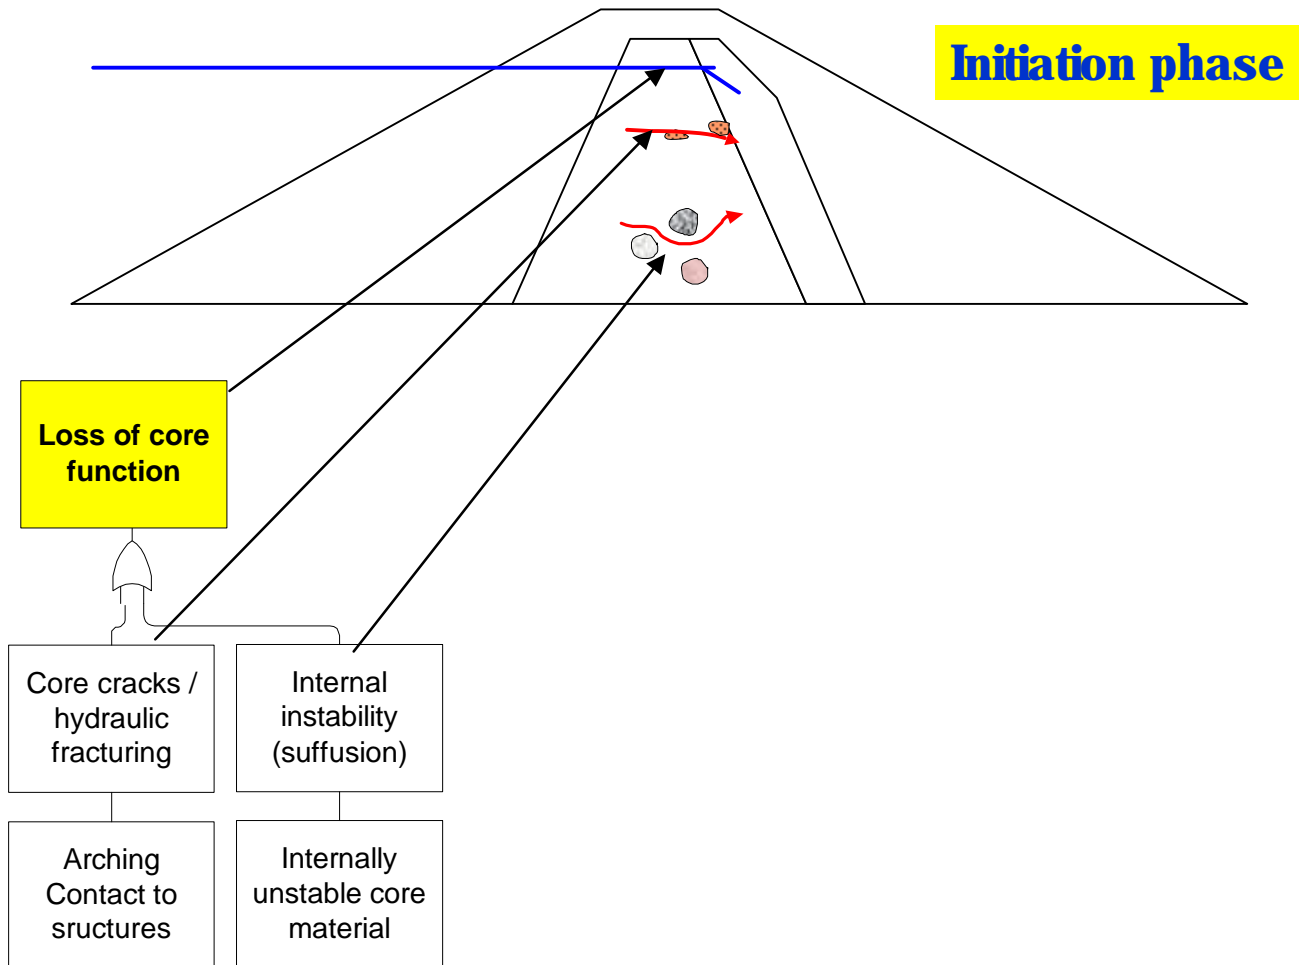 Initiation phase
Loss of core
function
Core cracks /
hydraulic
fracturing
Internal
instability
(suffusion)
Arching
Contact to
sructures
Internally
unstable core
material